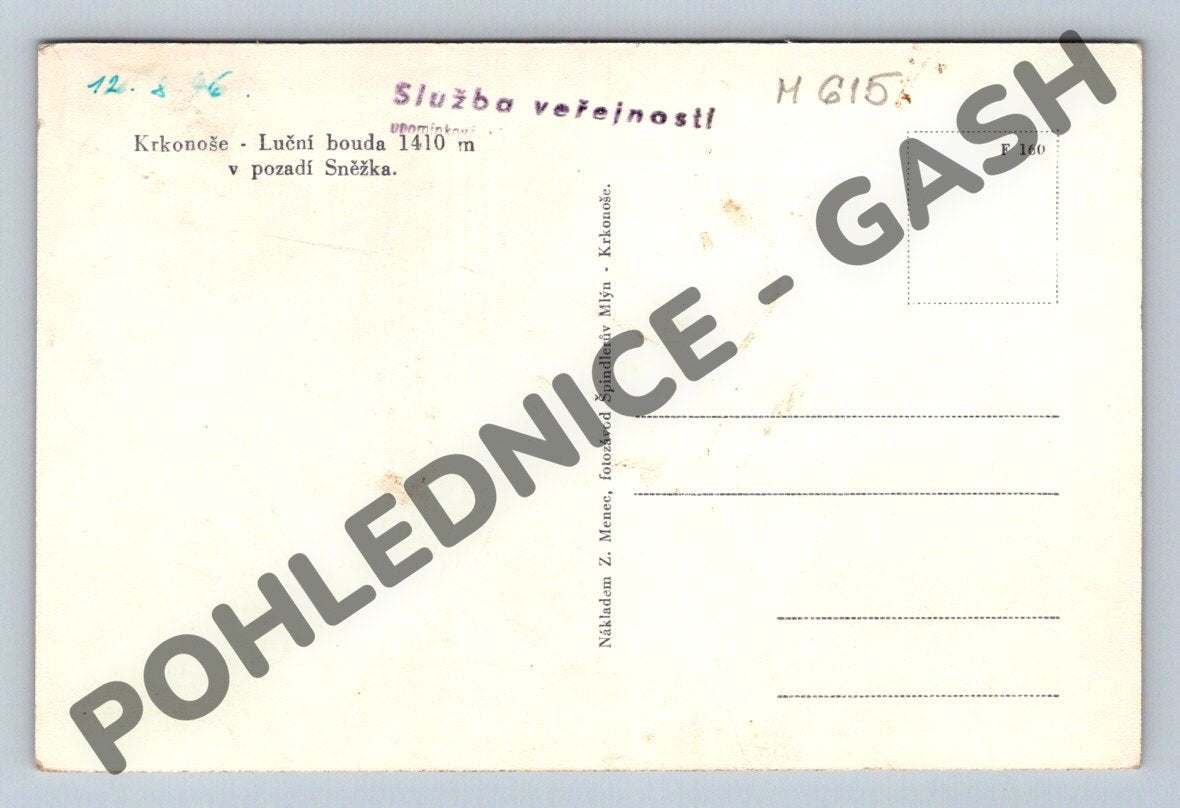 12. 8. 46.
Služba veřejnosti
upomínkový
M 615
Krkonoše - Luční bouda 1410 m
v pozadí Sněžka.
F 160
Nákladem Z. Menec, fotozávod Špindlerův Mlýn - Krkonoše.
POHLEDNICE - GASH